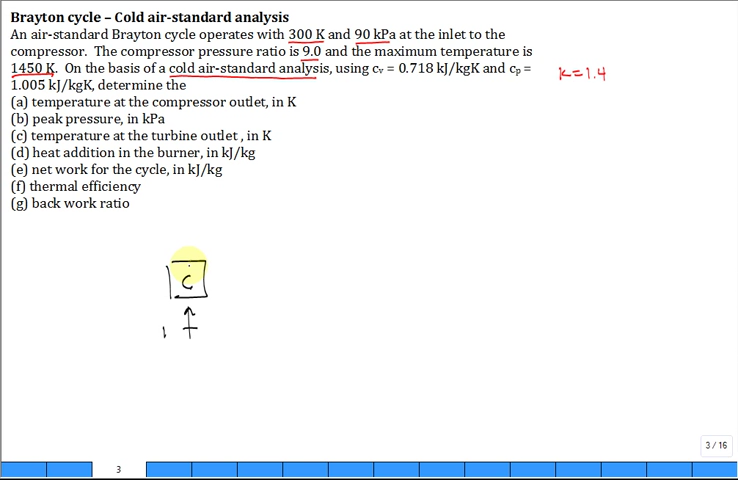 Brayton cycle – Cold air-standard analysis
An air-standard Brayton cycle operates with 300 K and 90 kPa at the inlet to the
compressor. The compressor pressure ratio is 9.0 and the maximum temperature is
1450 K. On the basis of a cold air-standard analysis, using cv = 0.718 kJ/kgK and cp =
1.005 kJ/kgK, determine the
K=1.4
(a) temperature at the compressor outlet, in K
(b) peak pressure, in kPa
(c) temperature at the turbine outlet , in K
(d) heat addition in the burner, in kJ/kg
(e) net work for the cycle, in kJ/kg
(f) thermal efficiency
(g) back work ratio
C
1
3 / 16
3